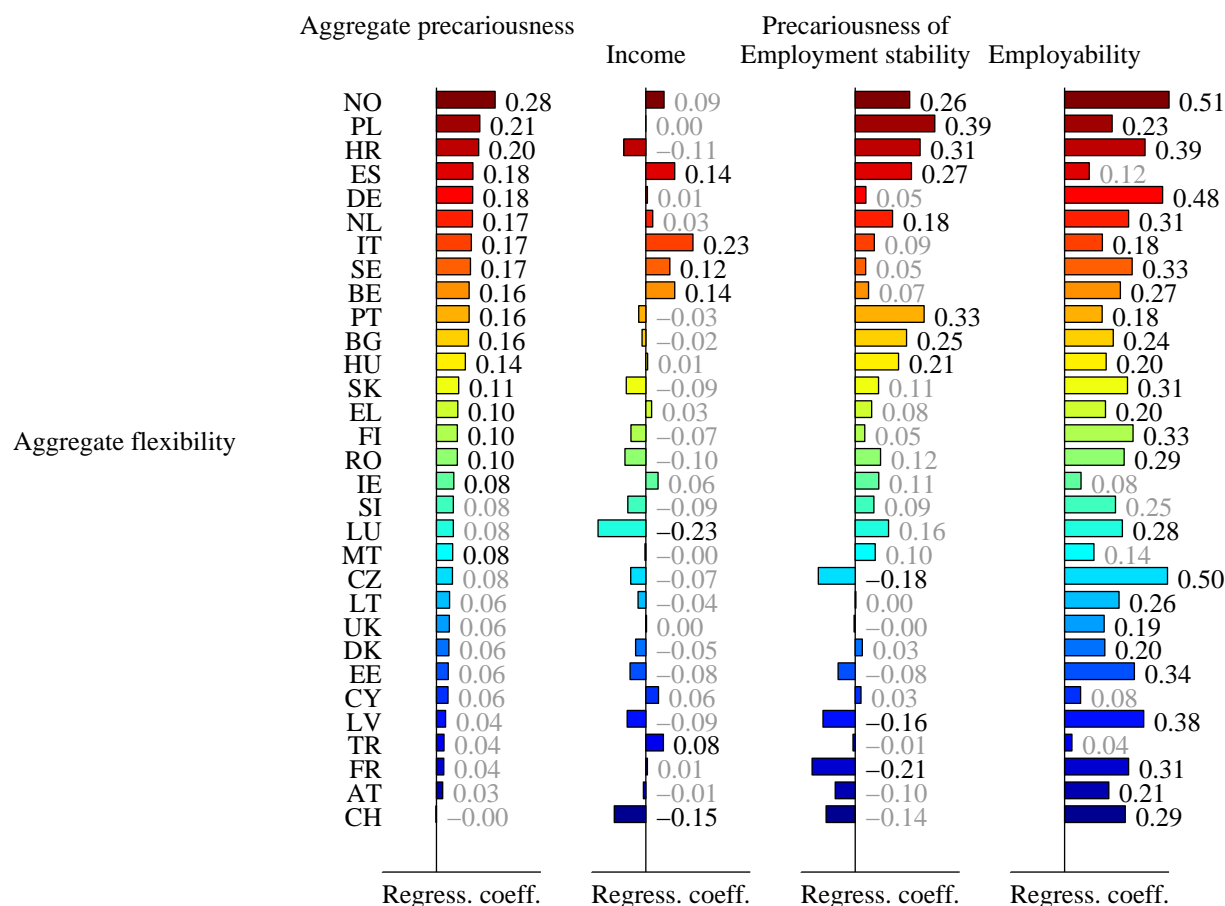 Aggregate precariousness
Precariousness of
Income
Employment stability
Employability
NO 0.28 0.09 0.26 0.51
PL 0.21 0.00 0.39 0.23
HR 0.20 –0.11 0.31 0.39
ES 0.18 0.14 0.27 0.12
DE 0.18 0.01 0.05 0.48
NL 0.17 0.03 0.18 0.31
IT 0.17 0.23 0.09 0.18
SE 0.17 0.12 0.05 0.33
BE 0.16 0.14 0.07 0.27
PT 0.16 –0.03 0.33 0.18
BG 0.16 –0.02 0.25 0.24
HU 0.14 0.01 0.21 0.20
SK 0.11 –0.09 0.11 0.31
EL 0.10 0.03 0.08 0.20
Aggregate flexibility
FI 0.10 –0.07 0.05 0.33
RO 0.10 –0.10 0.12 0.29
IE 0.08 0.06 0.11 0.08
SI 0.08 –0.09 0.09 0.25
LU 0.08 –0.23 0.16 0.28
MT 0.08 –0.00 0.10 0.14
CZ 0.08 –0.07 –0.18 0.50
LT 0.06 –0.04 0.00 0.26
UK 0.06 0.00 –0.00 0.19
DK 0.06 –0.05 0.03 0.20
EE 0.06 –0.08 –0.08 0.34
CY 0.06 0.06 0.03 0.08
LV 0.04 –0.09 –0.16 0.38
TR 0.04 0.08 –0.01 0.04
FR 0.04 0.01 –0.21 0.31
AT 0.03 –0.01 –0.10 0.21
CH –0.00 –0.15 –0.14 0.29
Regress. coeff. Regress. coeff. Regress. coeff. Regress. coeff.